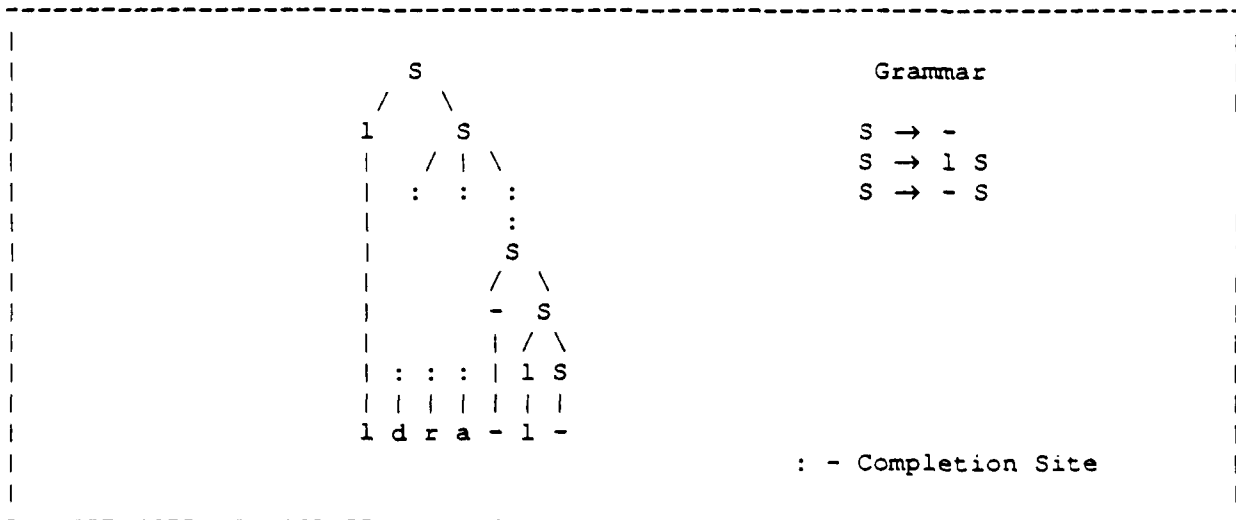 S Grammar
/ \
l S S → -
| / | \ S → l S
| : : : S → - S
| :
| S
| / \
| - S
| | / \
| : : : | l S
| | | | | | |
l d r a - l -
: - Completion Site